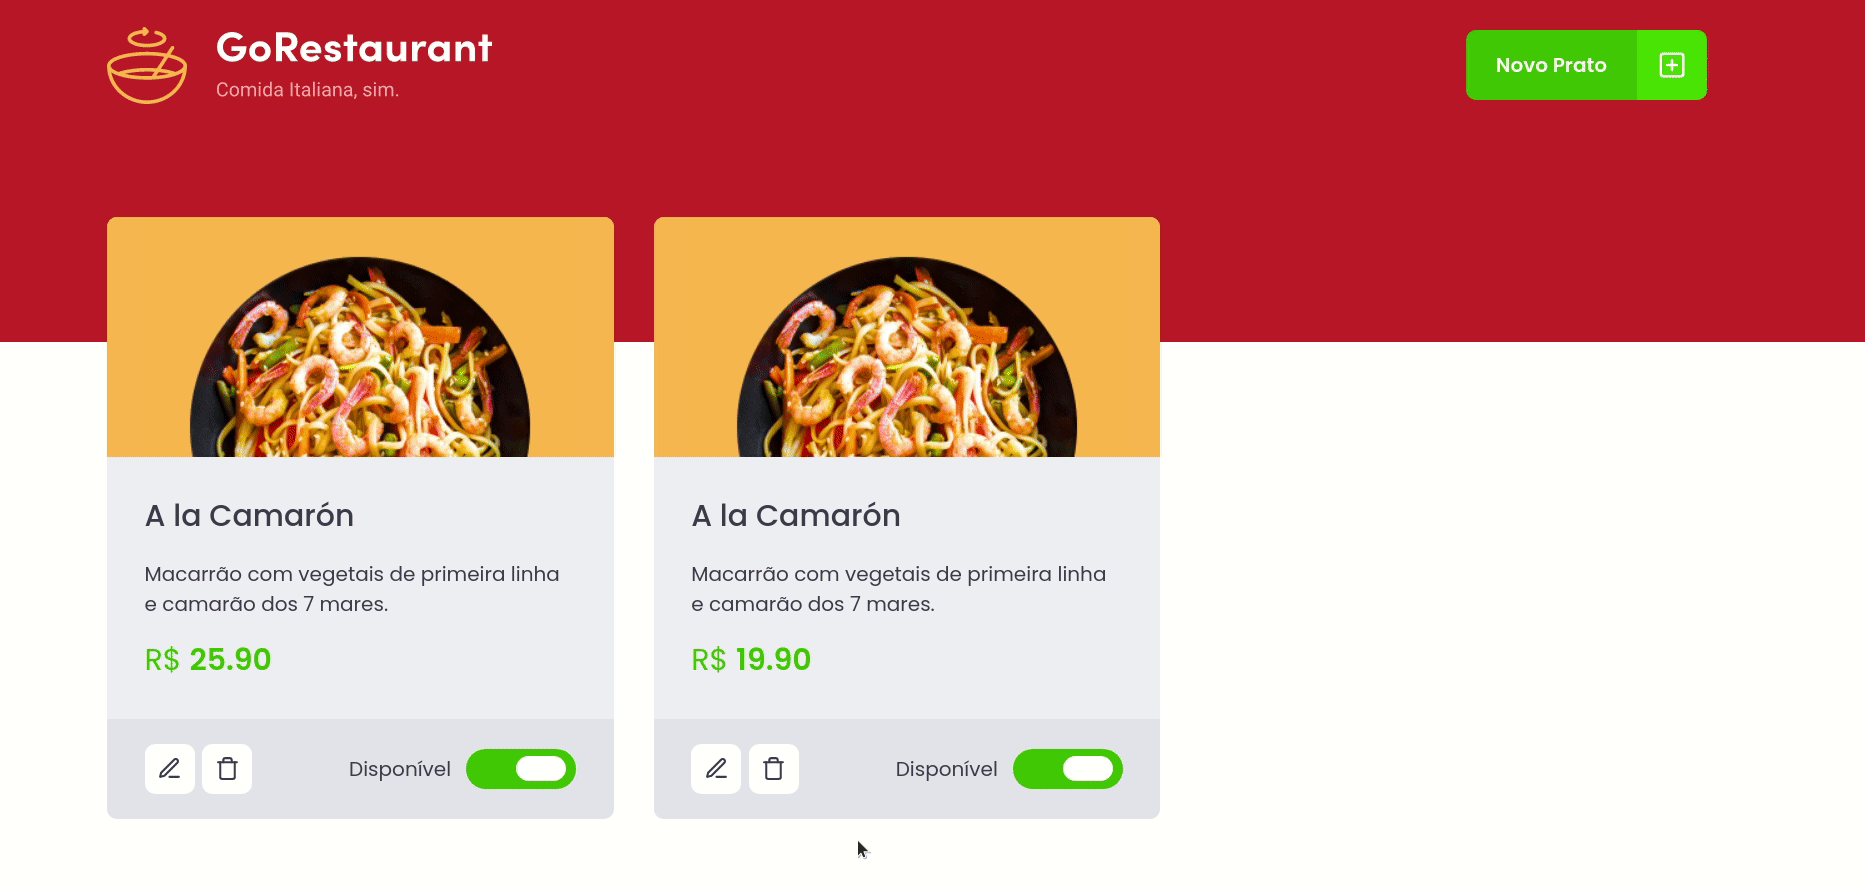 GoRestaurant
Comida Italiana, sim.
Novo Prato
A la Camarón
Macarrão com vegetais de primeira linha
e camarão dos 7 mares.
R$ 25.90
Disponível
A la Camarón
Macarrão com vegetais de primeira linha
e camarão dos 7 mares.
R$ 19.90
Disponível